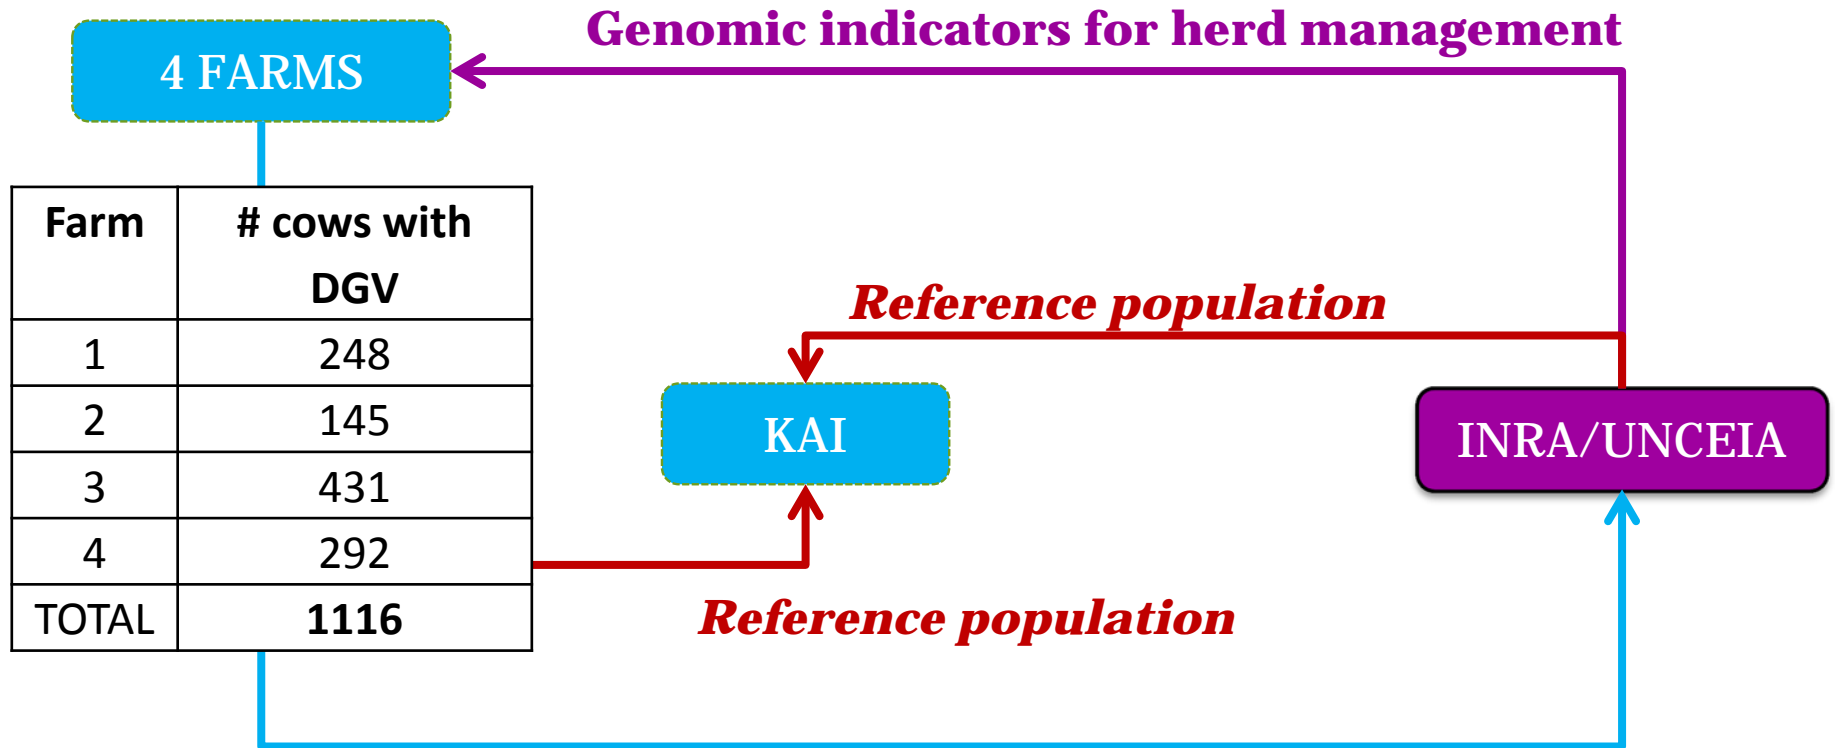 Genomic indicators for herd management
4 FARMS
Farm # cows with
DGV
1 248
2 145
3 431
4 292
TOTAL 1116
Reference population
KAI
INRA/UNCEIA
Reference population